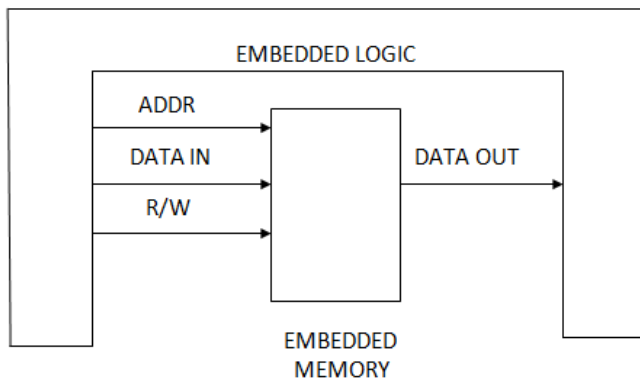 EMBEDDED LOGIC
ADDR
DATA IN
DATA OUT
R/W
EMBEDDED
MEMORY